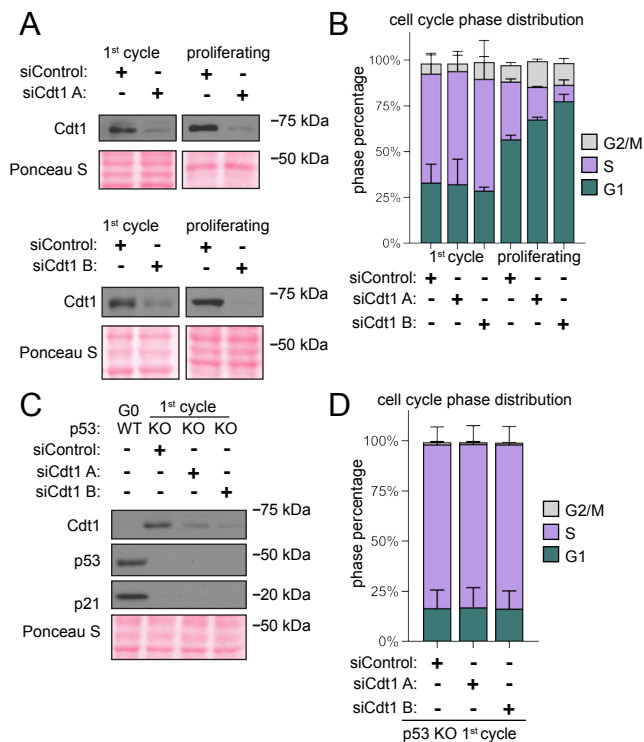 A
1st cycle proliferating
siControl: + - + -
siCdt1 A: - + - +
Cdt1
–75 kDa
Ponceau S
–50 kDa
1st cycle proliferating
siControl: + - + -
siCdt1 B: - + - +
Cdt1
–75 kDa
Ponceau S
–50 kDa
B
cell cycle phase distribution
phase percentage
100%
75%
50%
25%
0%
G2/M
S
G1
1st cycle proliferating
siControl: + - - + - -
siCdt1 A: - + - - + -
siCdt1 B: - - + - - +
C
G0 1st cycle
p53: WT KO KO KO
siControl: - + - -
siCdt1 A: - - + -
siCdt1 B: - - - +
Cdt1
–75 kDa
p53
–50 kDa
p21
–20 kDa
Ponceau S
–50 kDa
D
cell cycle phase distribution
phase percentage
100%
75%
50%
25%
0%
G2/M
S
G1
siControl: + - -
siCdt1 A: - + -
siCdt1 B: - - +
p53 KO 1st cycle